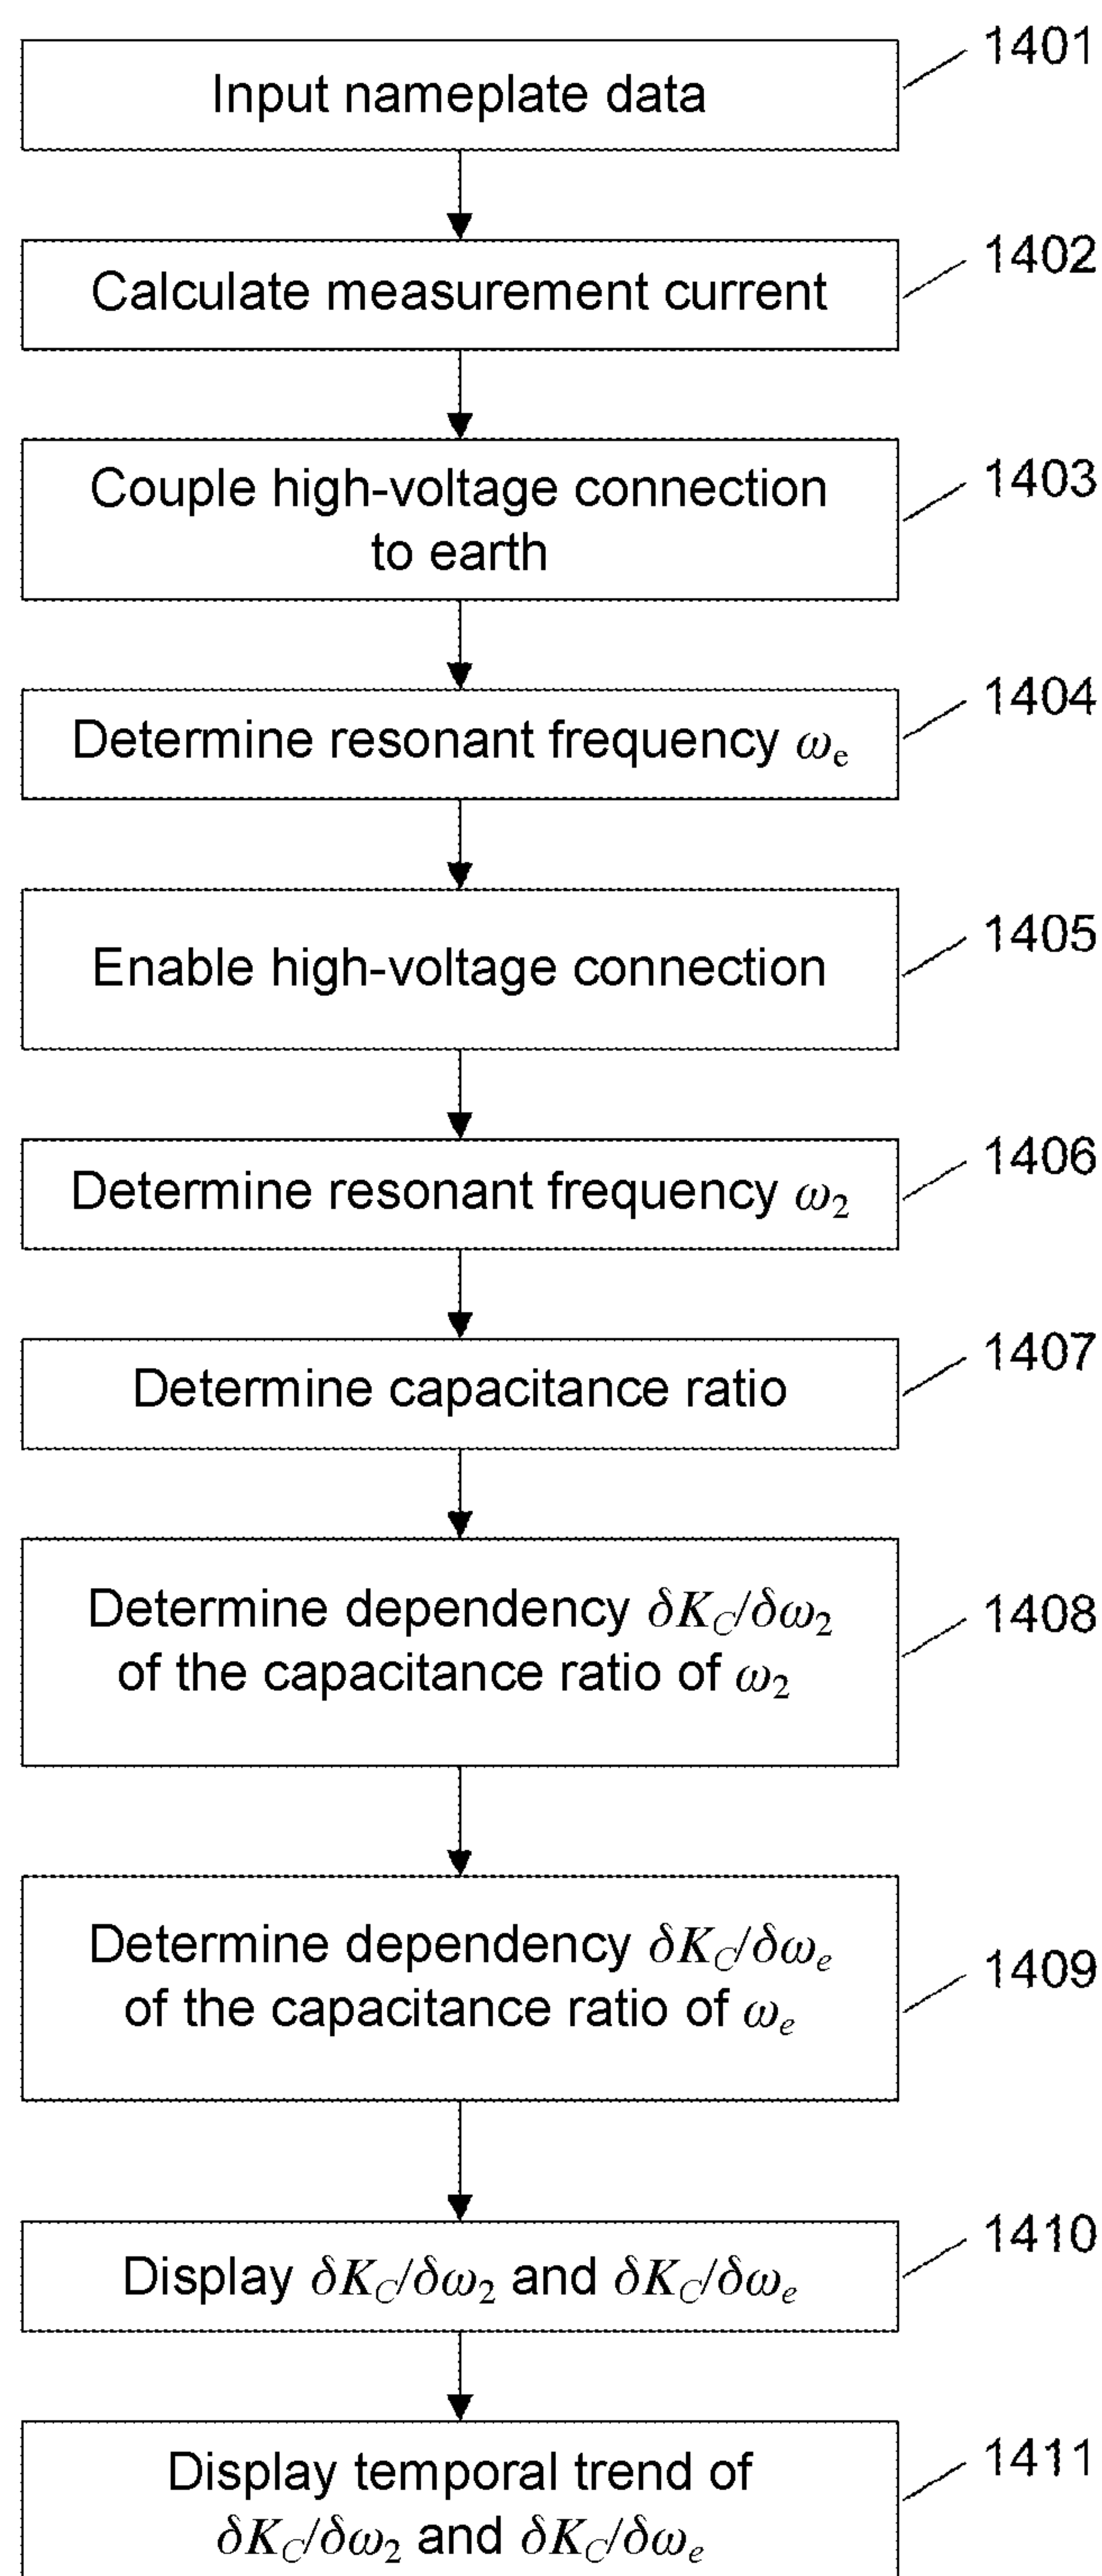 Input nameplate data
1401
Calculate measurement current
1402
Couple high-voltage connection
to earth
1403
Determine resonant frequency ωe
1404
Enable high-voltage connection
1405
Determine resonant frequency ω2
1406
Determine capacitance ratio
1407
Determine dependency δKC/δω2
of the capacitance ratio of ω2
1408
Determine dependency δKC/δωe
of the capacitance ratio of ωe
1409
Display δKC/δω2 and δKC/δωe
1410
Display temporal trend of
δKC/δω2 and δKC/δωe
1411